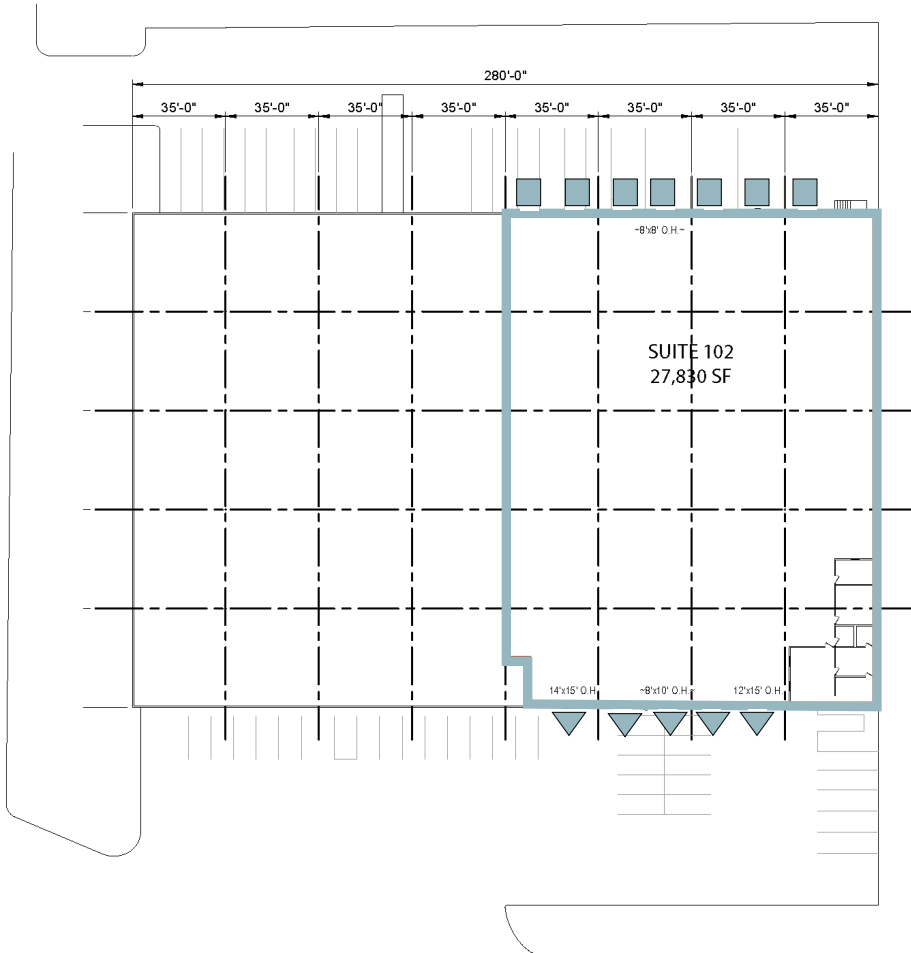 280'-0"
35'-0" 35'-0" 35'-0" 35'-0" 35'-0" 35'-0" 35'-0" 35'-0"
~8'x8' O.H.~
SUITE 102
27,830 SF
14'x15' O.H. ~8'x10' O.H.~ 12'x15' O.H.